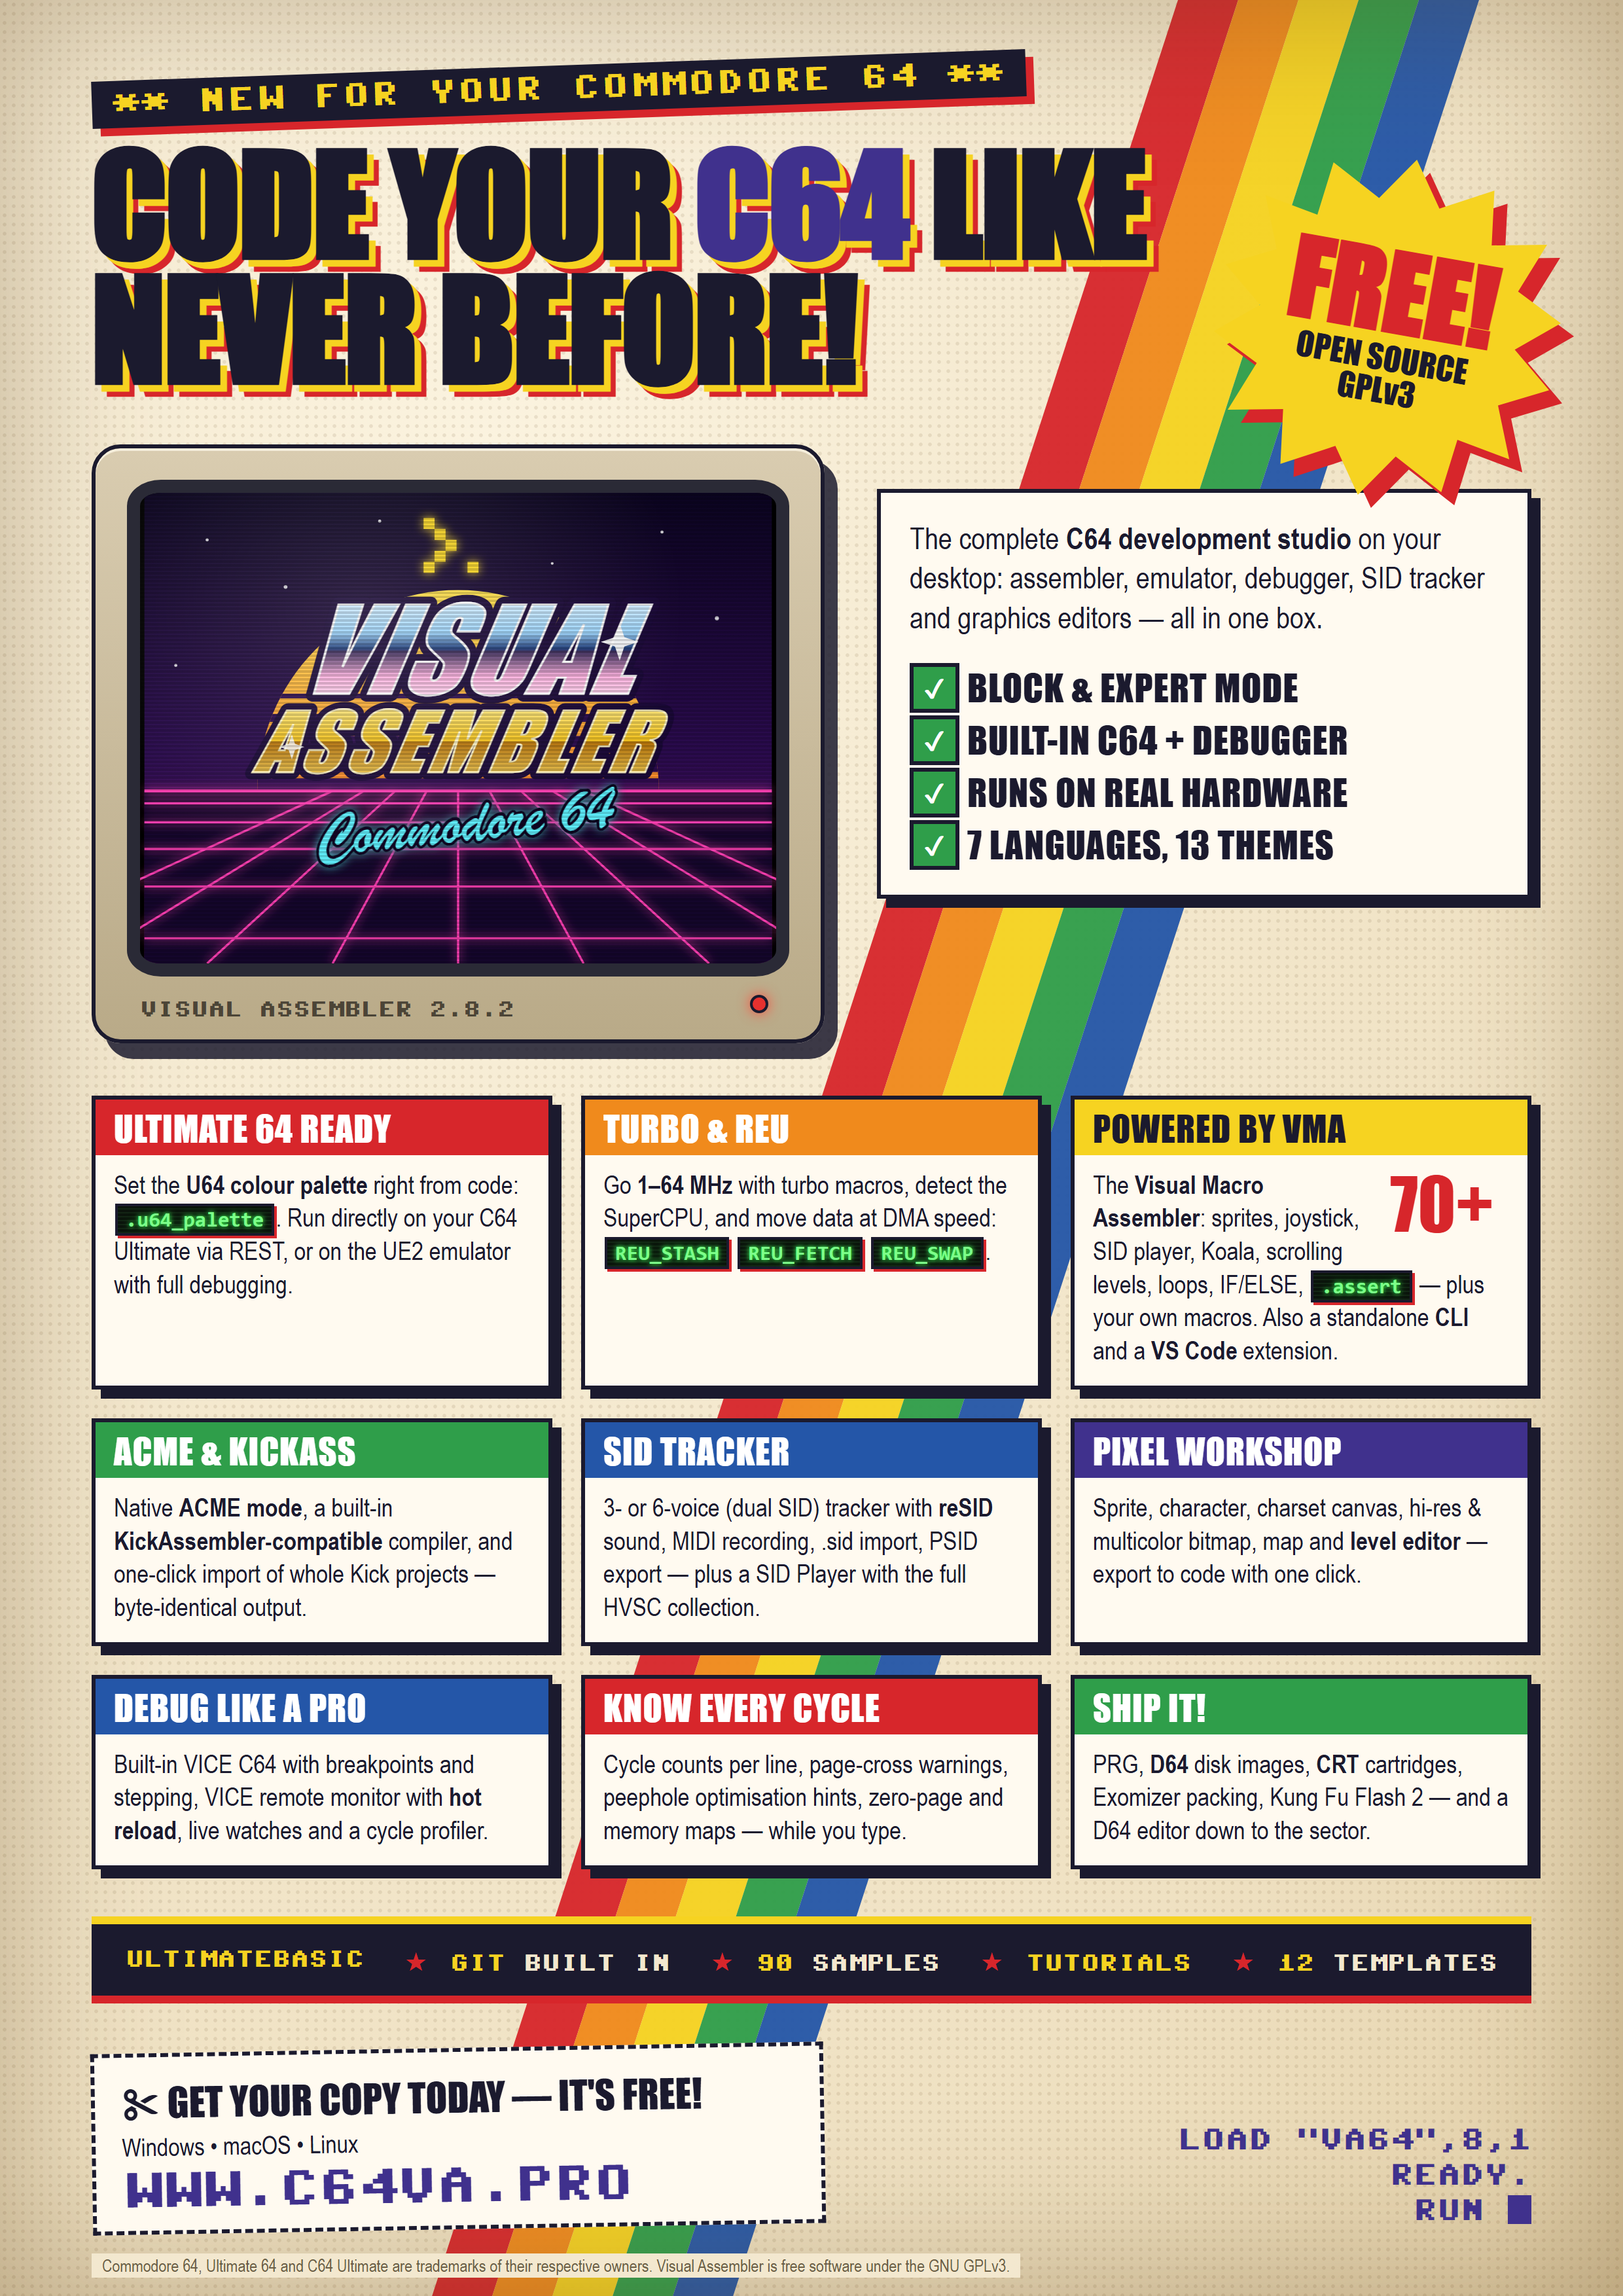 ** NEW FOR YOUR COMMODORE 64 **
CODE YOUR C64 LIKE
NEVER BEFORE!
FREE!
OPEN SOURCE
GPLv3
VISUAL
ASSEMBLER
Commodore 64
VISUAL ASSEMBLER 2.8.2
The complete C64 development studio on your
desktop: assembler, emulator, debugger, SID tracker
and graphics editors — all in one box.
✓ BLOCK & EXPERT MODE
✓ BUILT-IN C64 + DEBUGGER
✓ RUNS ON REAL HARDWARE
✓ 7 LANGUAGES, 13 THEMES
ULTIMATE 64 READY
Set the U64 colour palette right from code:
.u64_palette . Run directly on your C64
Ultimate via REST, or on the UE2 emulator
with full debugging.
TURBO & REU
Go 1–64 MHz with turbo macros, detect the
SuperCPU, and move data at DMA speed:
REU_STASH REU_FETCH REU_SWAP .
POWERED BY VMA
70+
The Visual Macro
Assembler: sprites, joystick,
SID player, Koala, scrolling
levels, loops, IF/ELSE, .assert — plus
your own macros. Also a standalone CLI
and a VS Code extension.
ACME & KICKASS
Native ACME mode, a built-in
KickAssembler-compatible compiler, and
one-click import of whole Kick projects —
byte-identical output.
SID TRACKER
3- or 6-voice (dual SID) tracker with reSID
sound, MIDI recording, .sid import, PSID
export — plus a SID Player with the full
HVSC collection.
PIXEL WORKSHOP
Sprite, character, charset canvas, hi-res &
multicolor bitmap, map and level editor —
export to code with one click.
DEBUG LIKE A PRO
Built-in VICE C64 with breakpoints and
stepping, VICE remote monitor with hot
reload, live watches and a cycle profiler.
KNOW EVERY CYCLE
Cycle counts per line, page-cross warnings,
peephole optimisation hints, zero-page and
memory maps — while you type.
SHIP IT!
PRG, D64 disk images, CRT cartridges,
Exomizer packing, Kung Fu Flash 2 — and a
D64 editor down to the sector.
ULTIMATEBASIC ★ GIT BUILT IN ★ 90 SAMPLES ★ TUTORIALS ★ 12 TEMPLATES
✂ GET YOUR COPY TODAY — IT'S FREE!
Windows • macOS • Linux
WWW.C64VA.PRO
LOAD "VA64",8,1
READY.
RUN
Commodore 64, Ultimate 64 and C64 Ultimate are trademarks of their respective owners. Visual Assembler is free software under the GNU GPLv3.